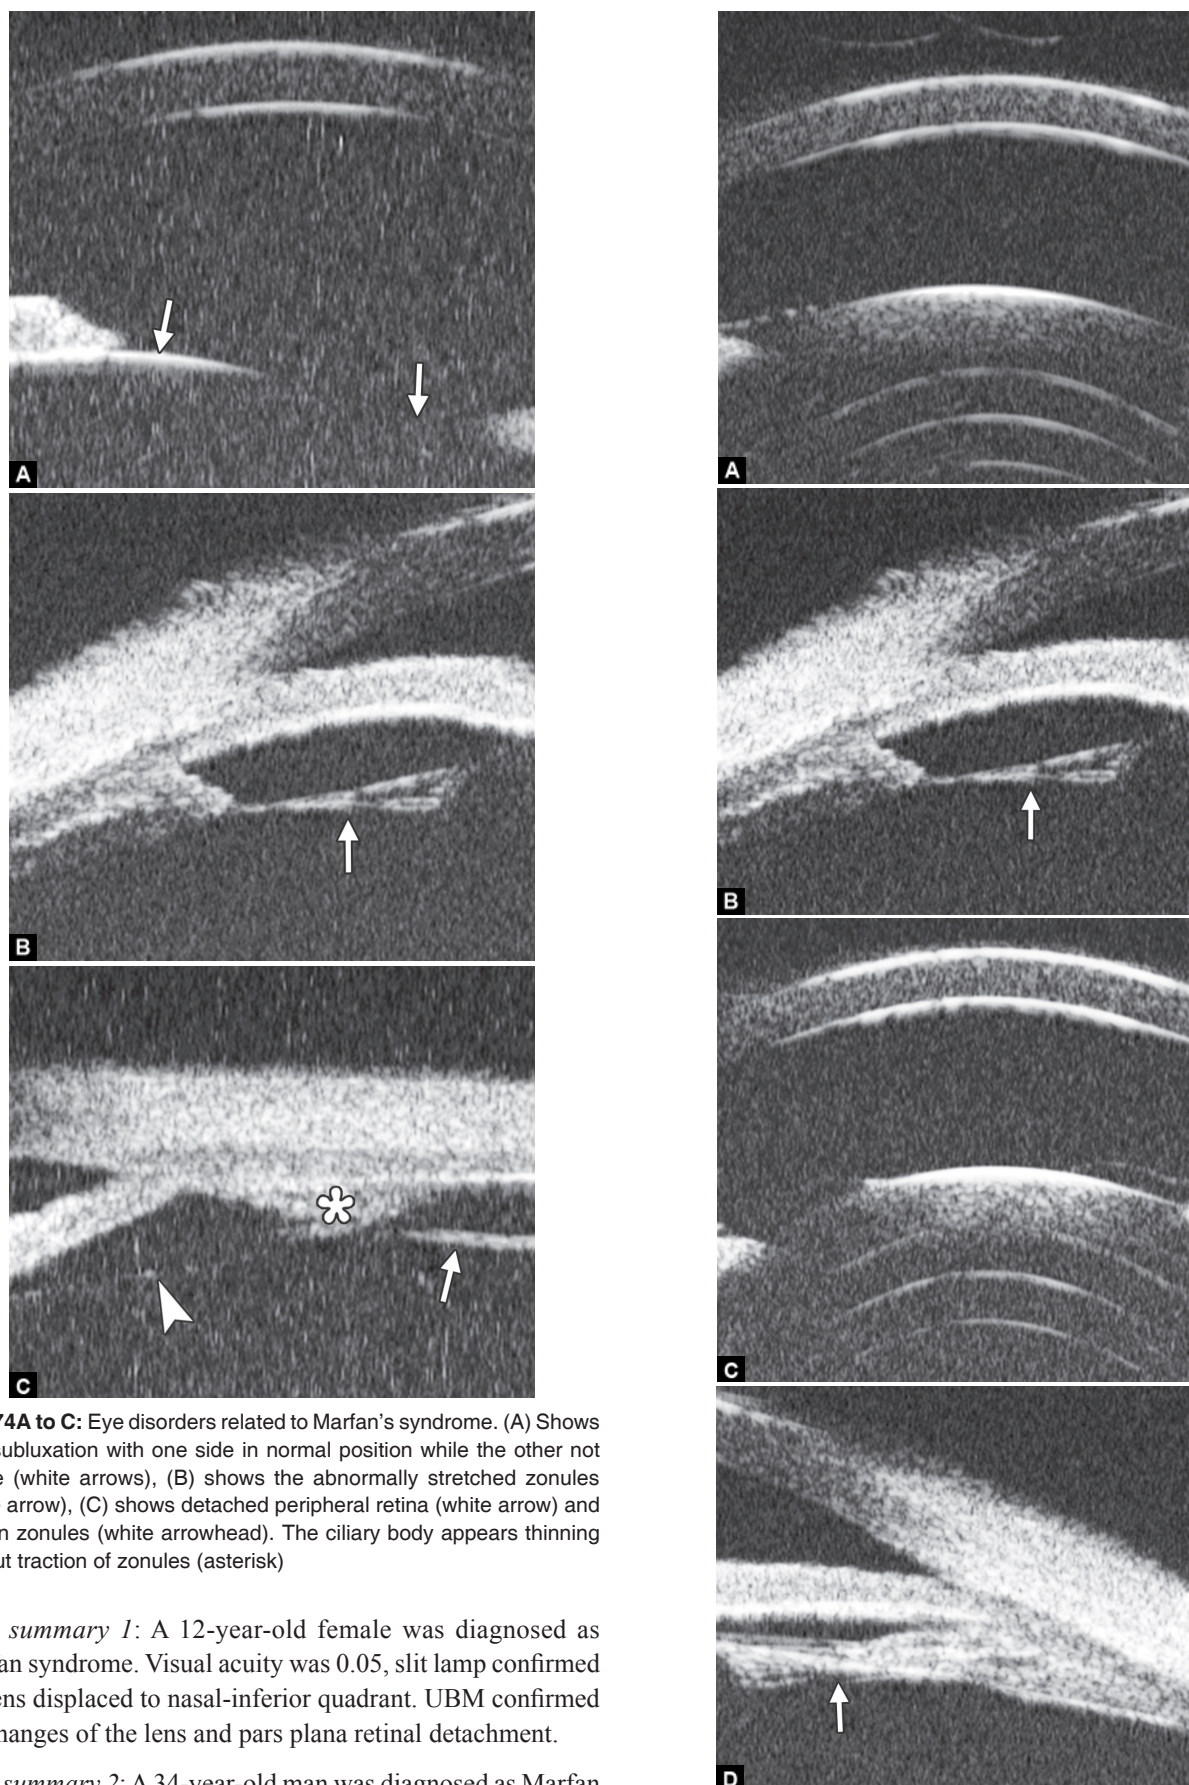 A
B
C
74A to C: Eye disorders related to Marfan's syndrome. (A) Shows
subluxation with one side in normal position while the other not
(white arrows), (B) shows the abnormally stretched zonules
arrow), (C) shows detached peripheral retina (white arrow) and
zonules (white arrowhead). The ciliary body appears thinning
traction of zonules (asterisk)
summary 1: A 12-year-old female was diagnosed as
syndrome. Visual acuity was 0.05, slit lamp confirmed
displaced to nasal-inferior quadrant. UBM confirmed
of the lens and pars plana retinal detachment.
summary 2: A 34-year-old man was diagnosed as Marfan
A
B
C
D